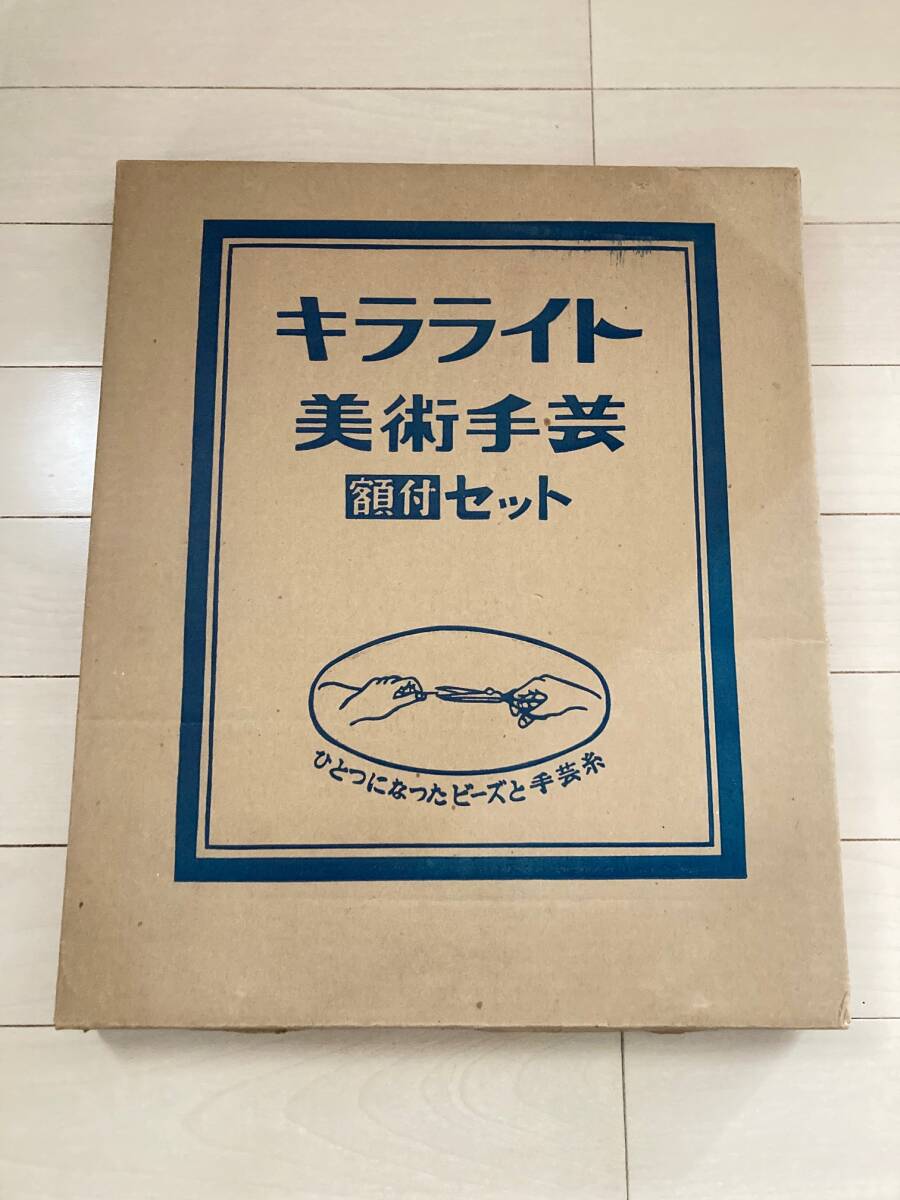 キラライト
美術手芸
額付セット
ひとつになったビーズと手芸糸